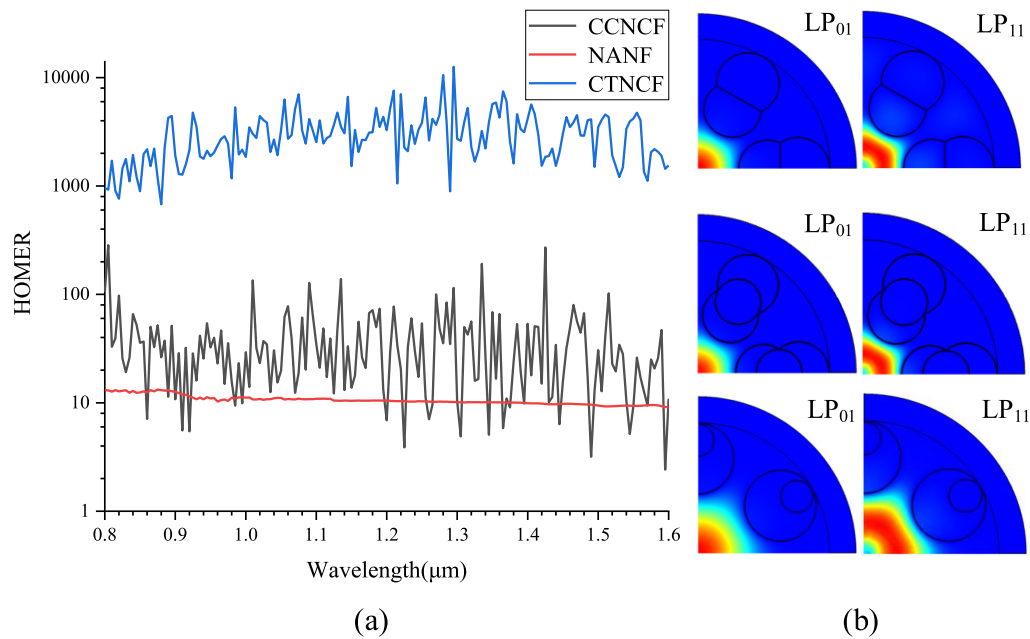 CCNCF
NANF
CTNCF
10000
1000
100
10
1
HOMER
0.8 0.9 1.0 1.1 1.2 1.3 1.4 1.5 1.6
Wavelength(μm)
(a)
LP₀₁ LP₁₁
LP₀₁ LP₁₁
LP₀₁ LP₁₁
(b)